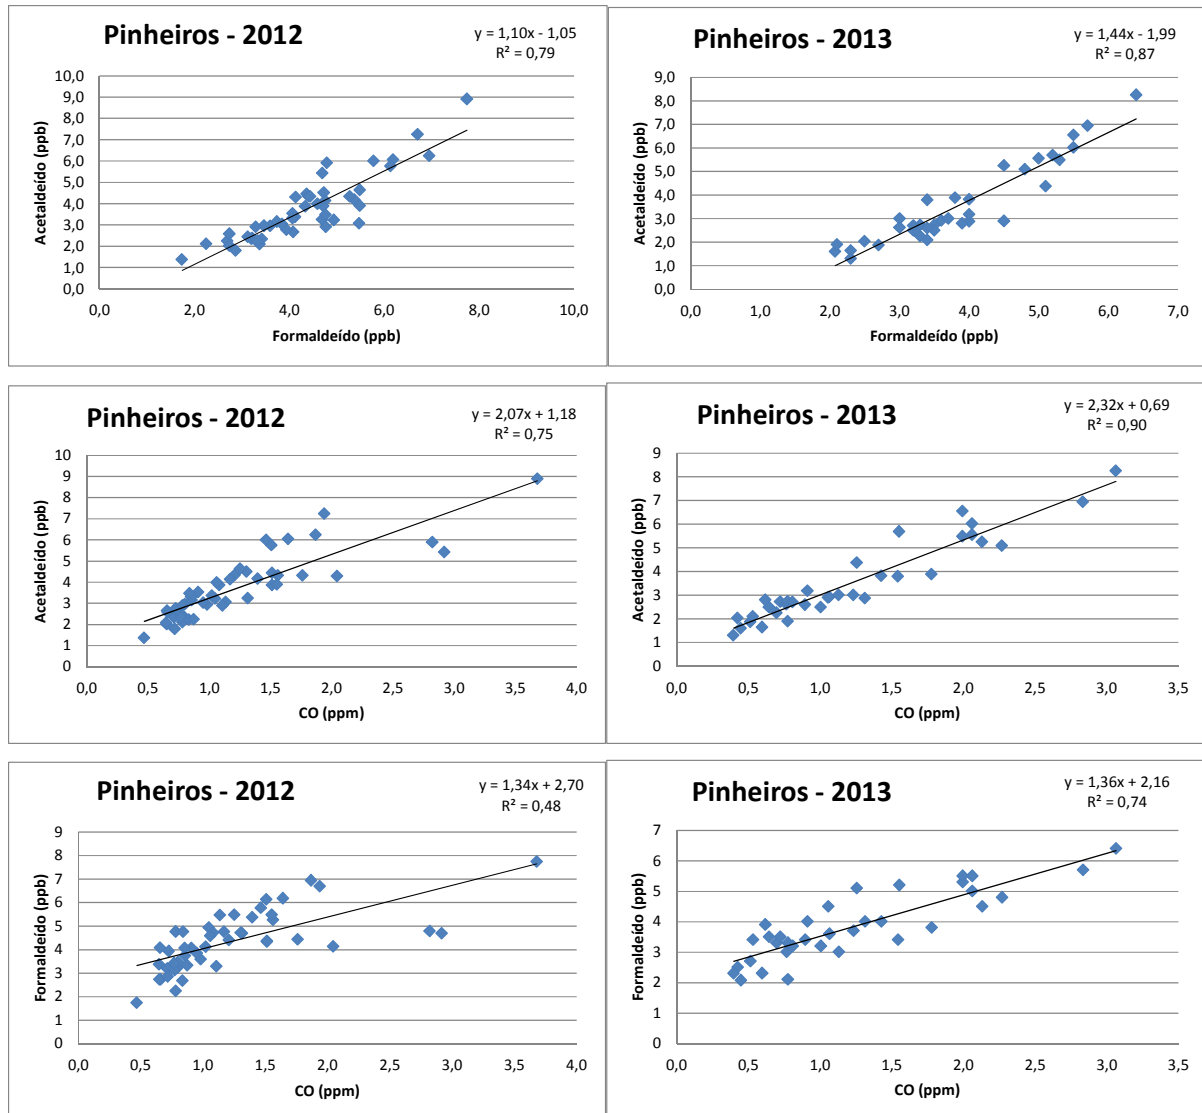 Pinheiros - 2012
y = 1,10x - 1,05
R² = 0,79
Acetaldeído (ppb)
10,0
9,0
8,0
7,0
6,0
5,0
4,0
3,0
2,0
1,0
0,0
0,0 2,0 4,0 6,0 8,0 10,0
Formaldeído (ppb)
Pinheiros - 2013
y = 1,44x - 1,99
R² = 0,87
Acetaldeído (ppb)
9,0
8,0
7,0
6,0
5,0
4,0
3,0
2,0
1,0
0,0
0,0 1,0 2,0 3,0 4,0 5,0 6,0 7,0
Formaldeído (ppb)
Pinheiros - 2012
y = 2,07x + 1,18
R² = 0,75
Acetaldeído (ppb)
10
9
8
7
6
5
4
3
2
1
0
0,0 0,5 1,0 1,5 2,0 2,5 3,0 3,5 4,0
CO (ppm)
Pinheiros - 2013
y = 2,32x + 0,69
R² = 0,90
Acetaldeído (ppb)
9
8
7
6
5
4
3
2
1
0
0,0 0,5 1,0 1,5 2,0 2,5 3,0 3,5
CO (ppm)
Pinheiros - 2012
y = 1,34x + 2,70
R² = 0,48
Formaldeído (ppb)
9
8
7
6
5
4
3
2
1
0
0,0 0,5 1,0 1,5 2,0 2,5 3,0 3,5 4,0
CO (ppm)
Pinheiros - 2013
y = 1,36x + 2,16
R² = 0,74
Formaldeído (ppb)
7
6
5
4
3
2
1
0
0,0 0,5 1,0 1,5 2,0 2,5 3,0 3,5
CO (ppm)